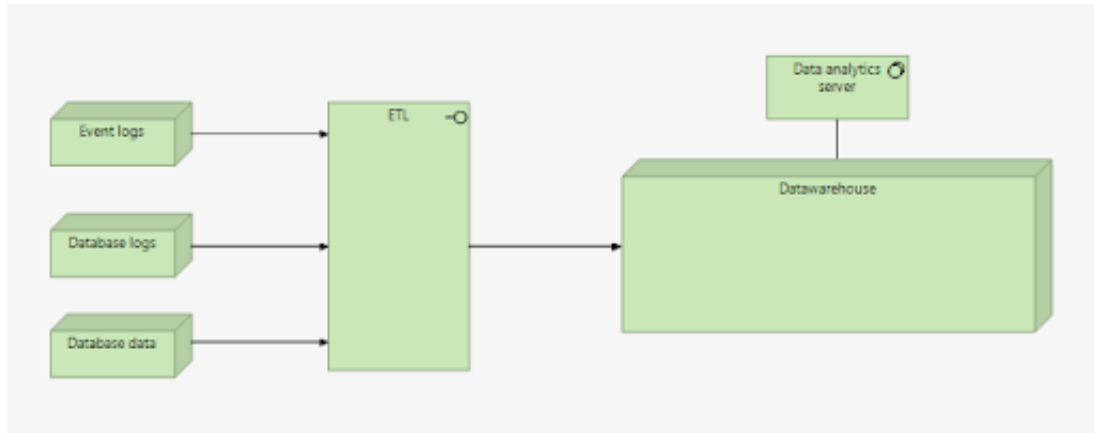 Data analytics
server
Event logs
ETL
Datawarehouse
Database logs
Database data